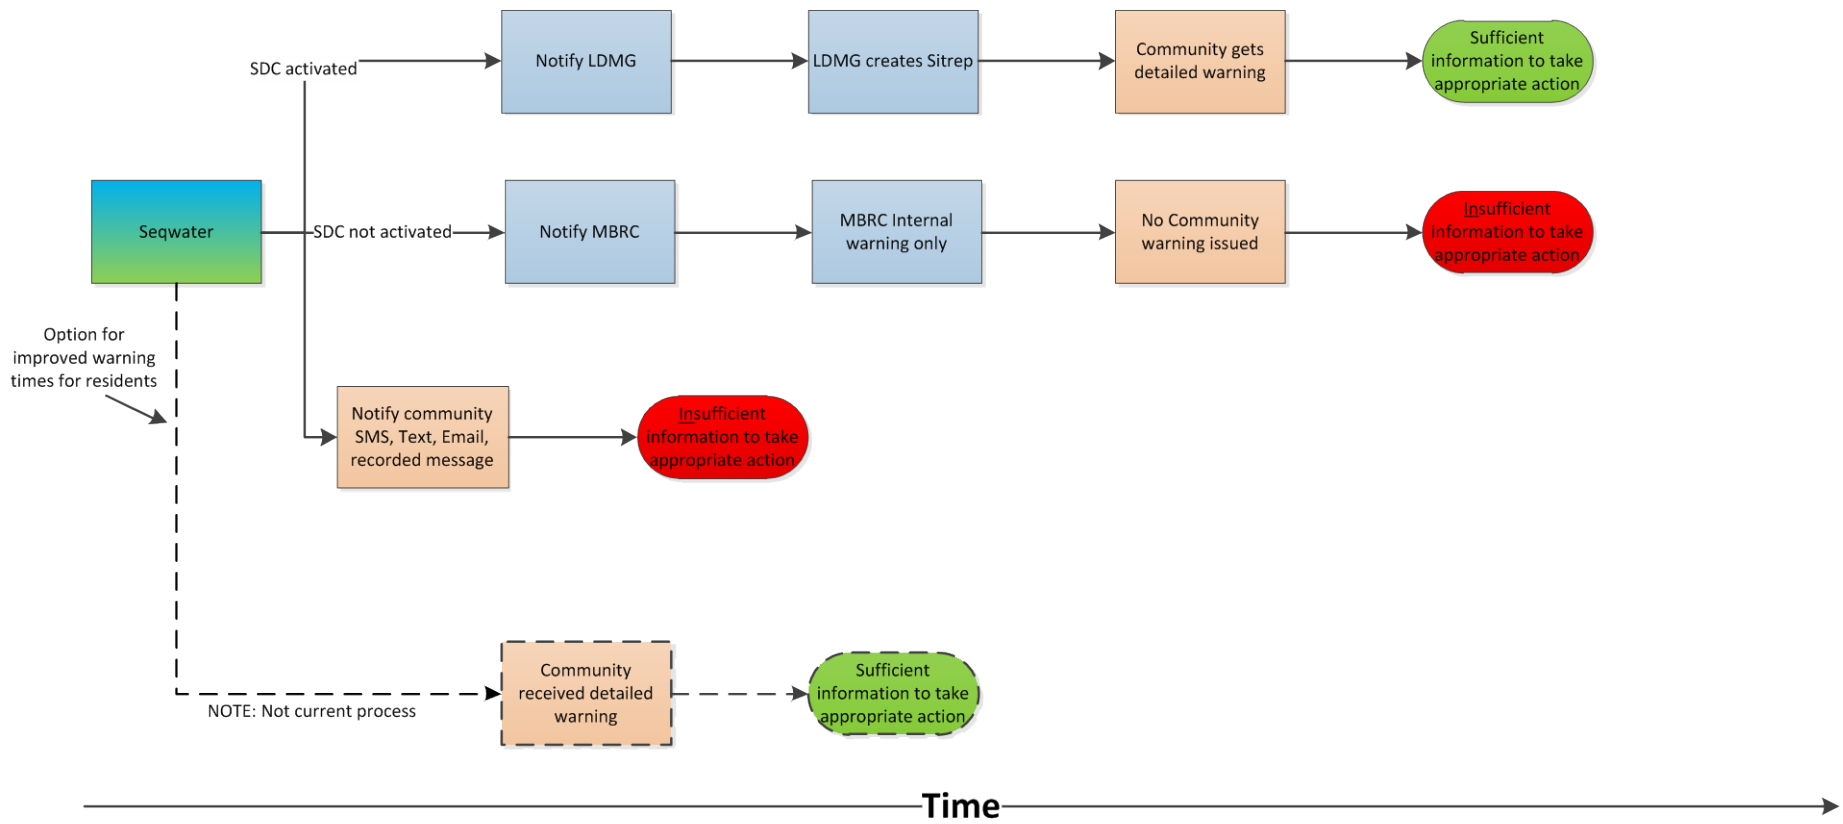 SDC activated
Notify LDMG
LDMG creates Sitrep
Community gets
detailed warning
Sufficient
information to take
appropriate action
Seqwater
SDC not activated
Notify MBRC
MBRC Internal
warning only
No Community
warning issued
Insufficient
information to take
appropriate action
Option for
improved warning
times for residents
Notify community
SMS, Text, Email,
recorded message
Insufficient
information to take
appropriate action
NOTE: Not current process
Community
received detailed
warning
Sufficient
information to take
appropriate action
Time